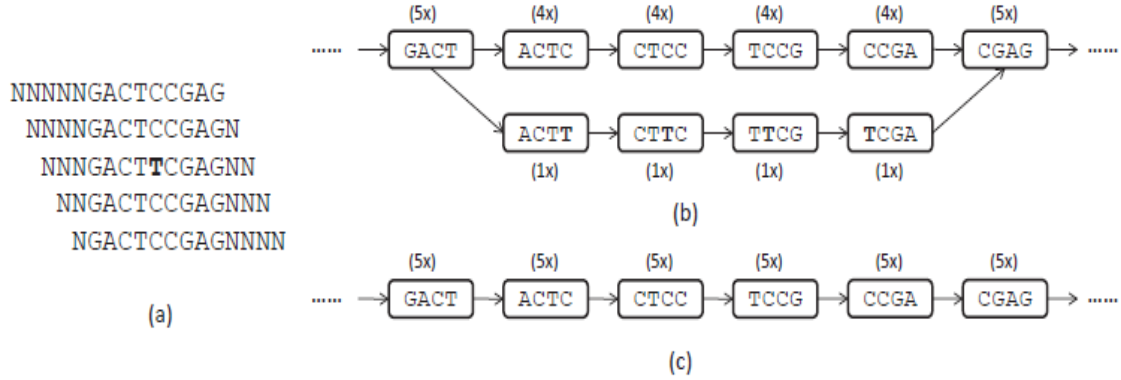 NNNNNGACTCCGAG
NNNNGACTCCGAGN
NNNGACTTCGAGNN
NNGACTCCGAGNNN
NGACTCCGAGNNNN
(a)
(5x) (4x) (4x) (4x) (4x) (5x)
...... GACT ACTC CTCC TCCG CCGA CGAG ......
ACTT CTTC TTCG TCGA
(1x) (1x) (1x) (1x)
(b)
(5x) (5x) (5x) (5x) (5x) (5x)
...... GACT ACTC CTCC TCCG CCGA CGAG ......
(c)